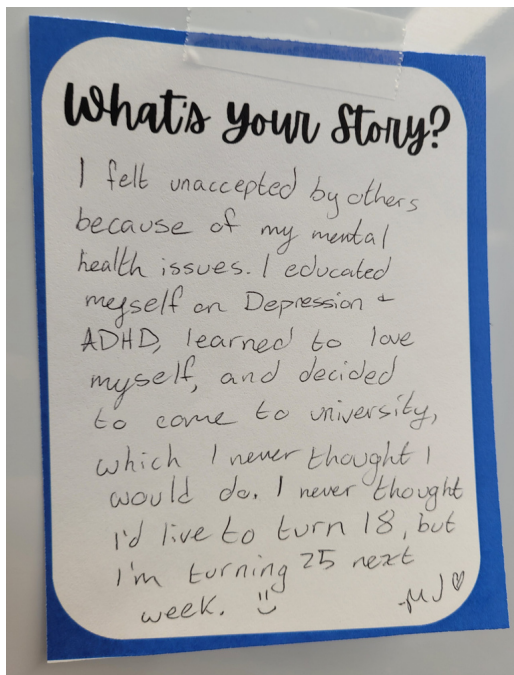 What's Your Story?
I felt unaccepted by others
because of my mental
health issues. I educated
myself on Depression +
ADHD, learned to love
myself, and decided
to come to university,
which I never thought I
would do. I never thought
I'd live to turn 18, but
I'm turning 25 next
week. :)
-MJ ♡